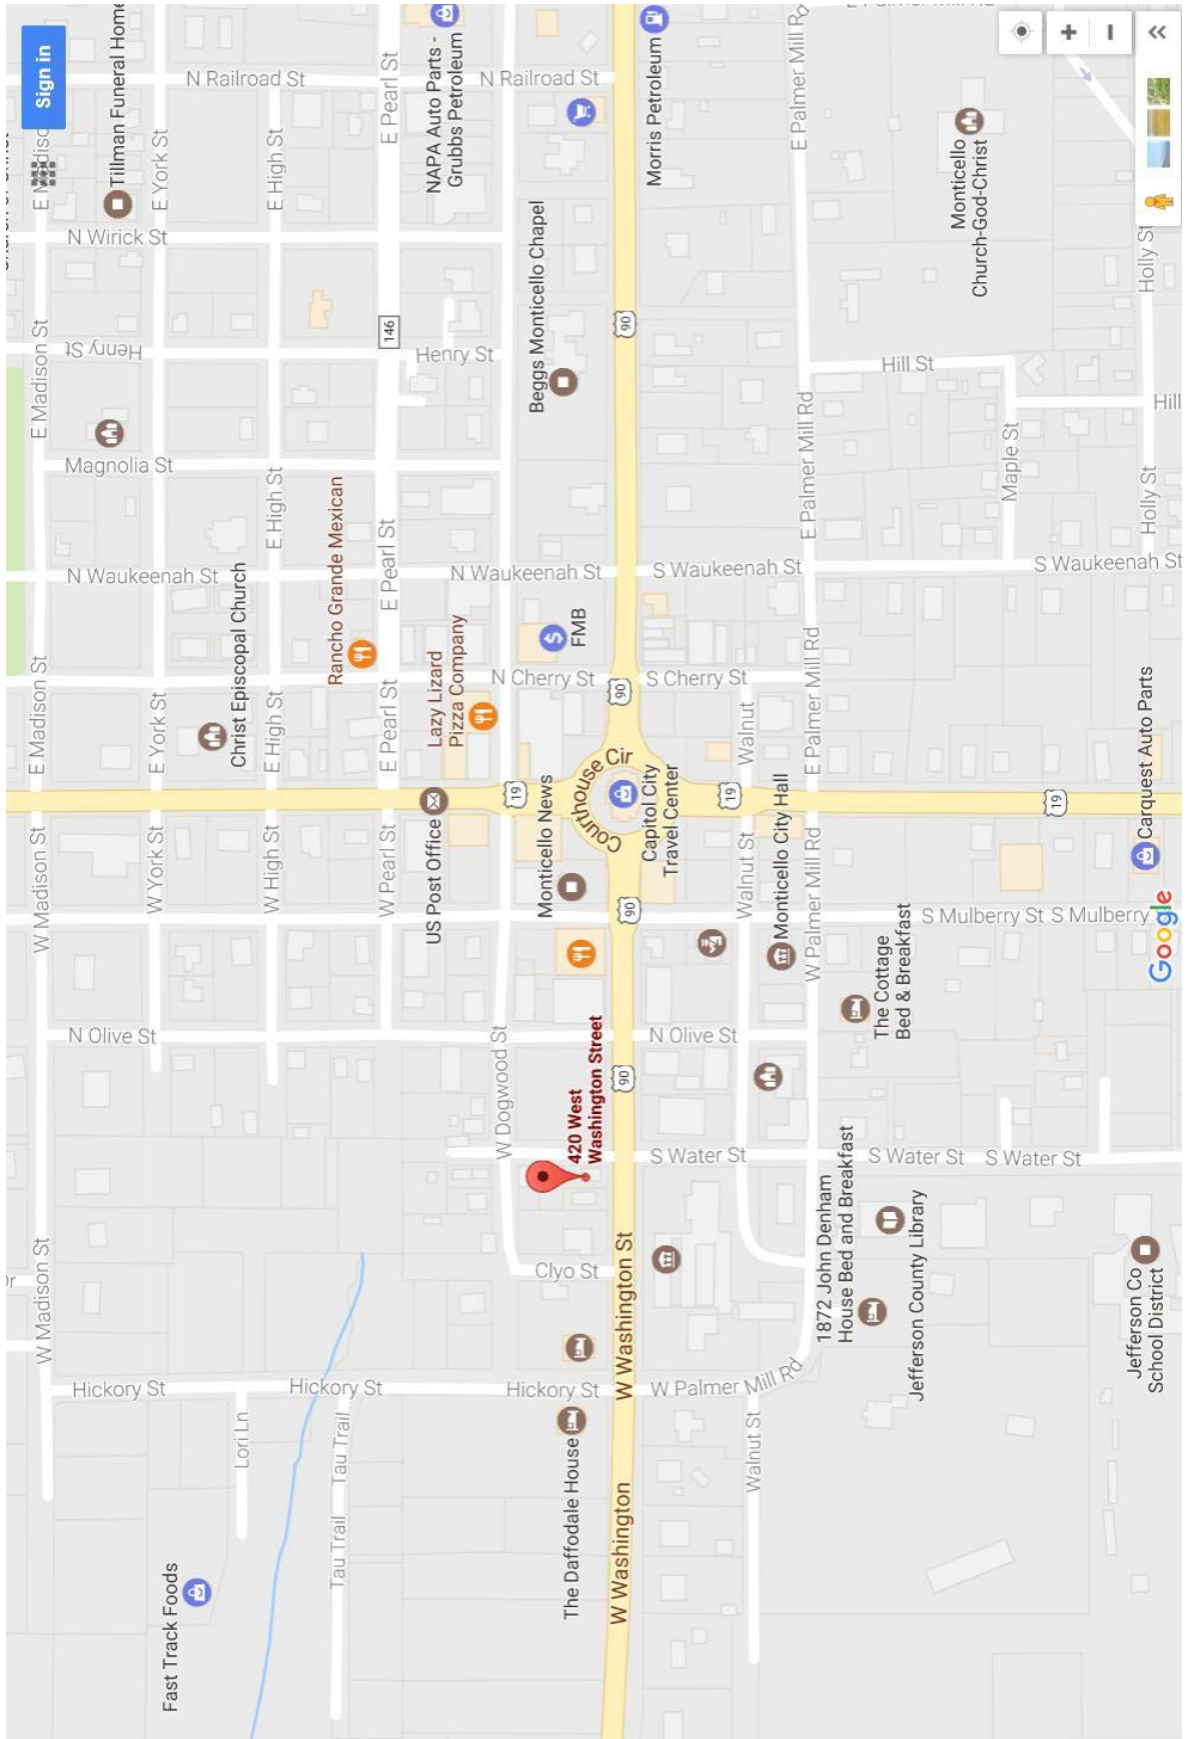 W Madison St
W Madison St
W Madison St
E Madison St
E Madison St
E Madison St
Sign in
Hickory St
N Olive St
N Waukeenah St
Magnolia St
Henry St
N Wirick St
Tillman Funeral Home
W York St
E York St
E York St
Fast Track Foods
Lori Ln
Christ Episcopal Church
W High St
E High St
E High St
E High St
N Railroad St
Hickory St
Tau Trail
Tau Trail
Rancho Grande Mexican
W Pearl St
E Pearl St
E Pearl St
E Pearl St
146
US Post Office
Lazy Lizard
Pizza Company
Henry St
NAPA Auto Parts -
Grubbs Petroleum
W Dogwood St
19
N Waukeenah St
N Railroad St
Hickory St
Clyo St
The Daffodale House
420 West
Washington Street
Monticello News
N Cherry St
FMB
Beggs Monticello Chapel
Courthouse Cir
W Washington
W Washington St
90
90
90
90
Capitol City
Travel Center
Morris Petroleum
W Palmer Mill Rd
S Water St
N Olive St
S Cherry St
S Waukeenah St
19
Walnut St
Walnut St
Walnut
Monticello City Hall
W Palmer Mill Rd
E Palmer Mill Rd
E Palmer Mill Rd
E Palmer Mill Rd
1872 John Denham
House Bed and Breakfast
The Cottage
Bed & Breakfast
S Water St
S Water St
Hill St
Jefferson County Library
S Mulberry St
S Mulberry
Monticello
Church-God-Christ
Maple St
19
S Waukeenah St
Jefferson Co
School District
Carquest Auto Parts
Holly St
Holly St
Hill
Google